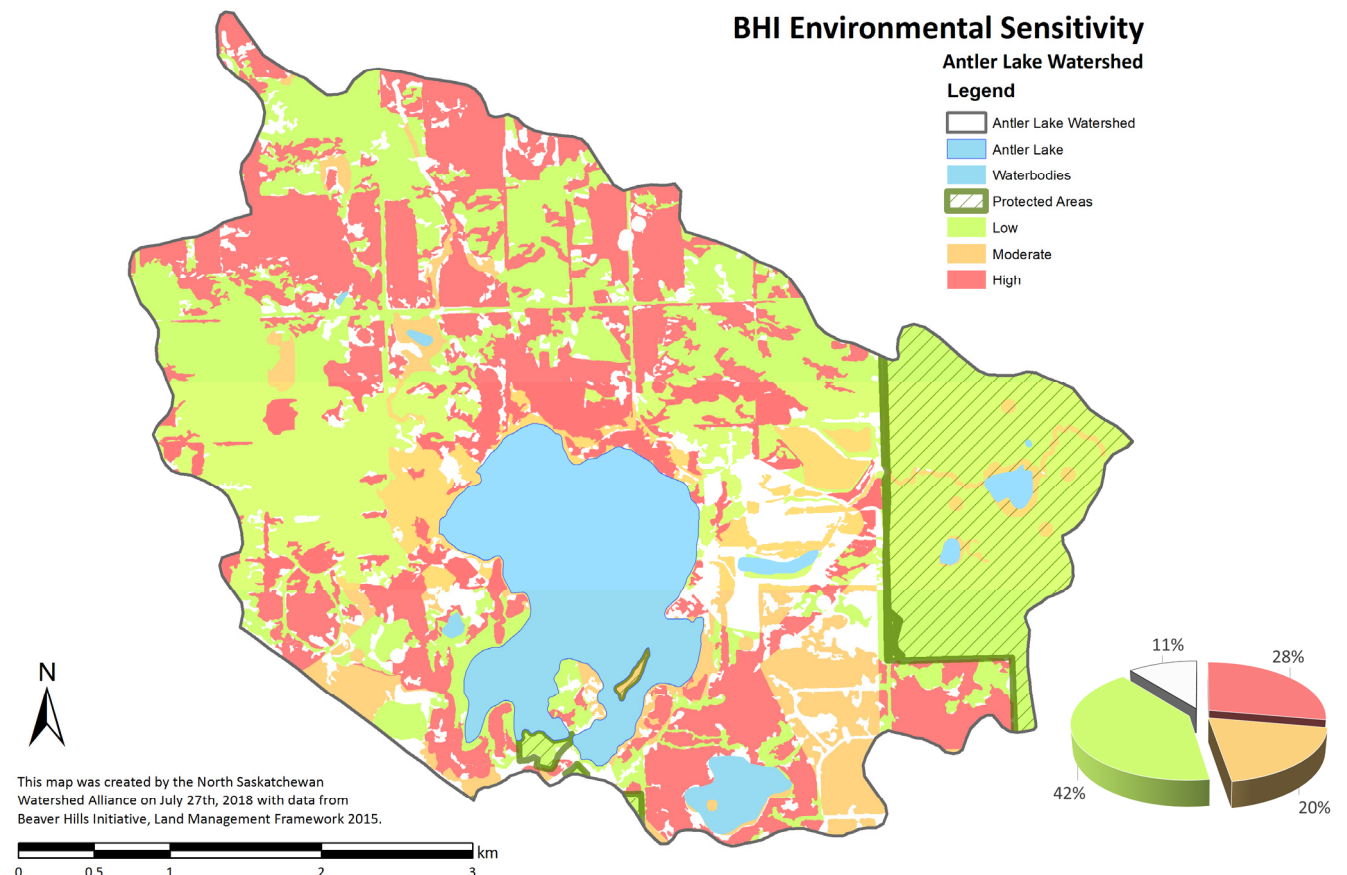 BHI Environmental Sensitivity
Antler Lake Watershed
Legend
Antler Lake Watershed
Antler Lake
Waterbodies
Protected Areas
Low
Moderate
High
11%
28%
42%
20%
N
This map was created by the North Saskatchewan
Watershed Alliance on July 27th, 2018 with data from
Beaver Hills Initiative, Land Management Framework 2015.
km
0 0.5 1 2 3